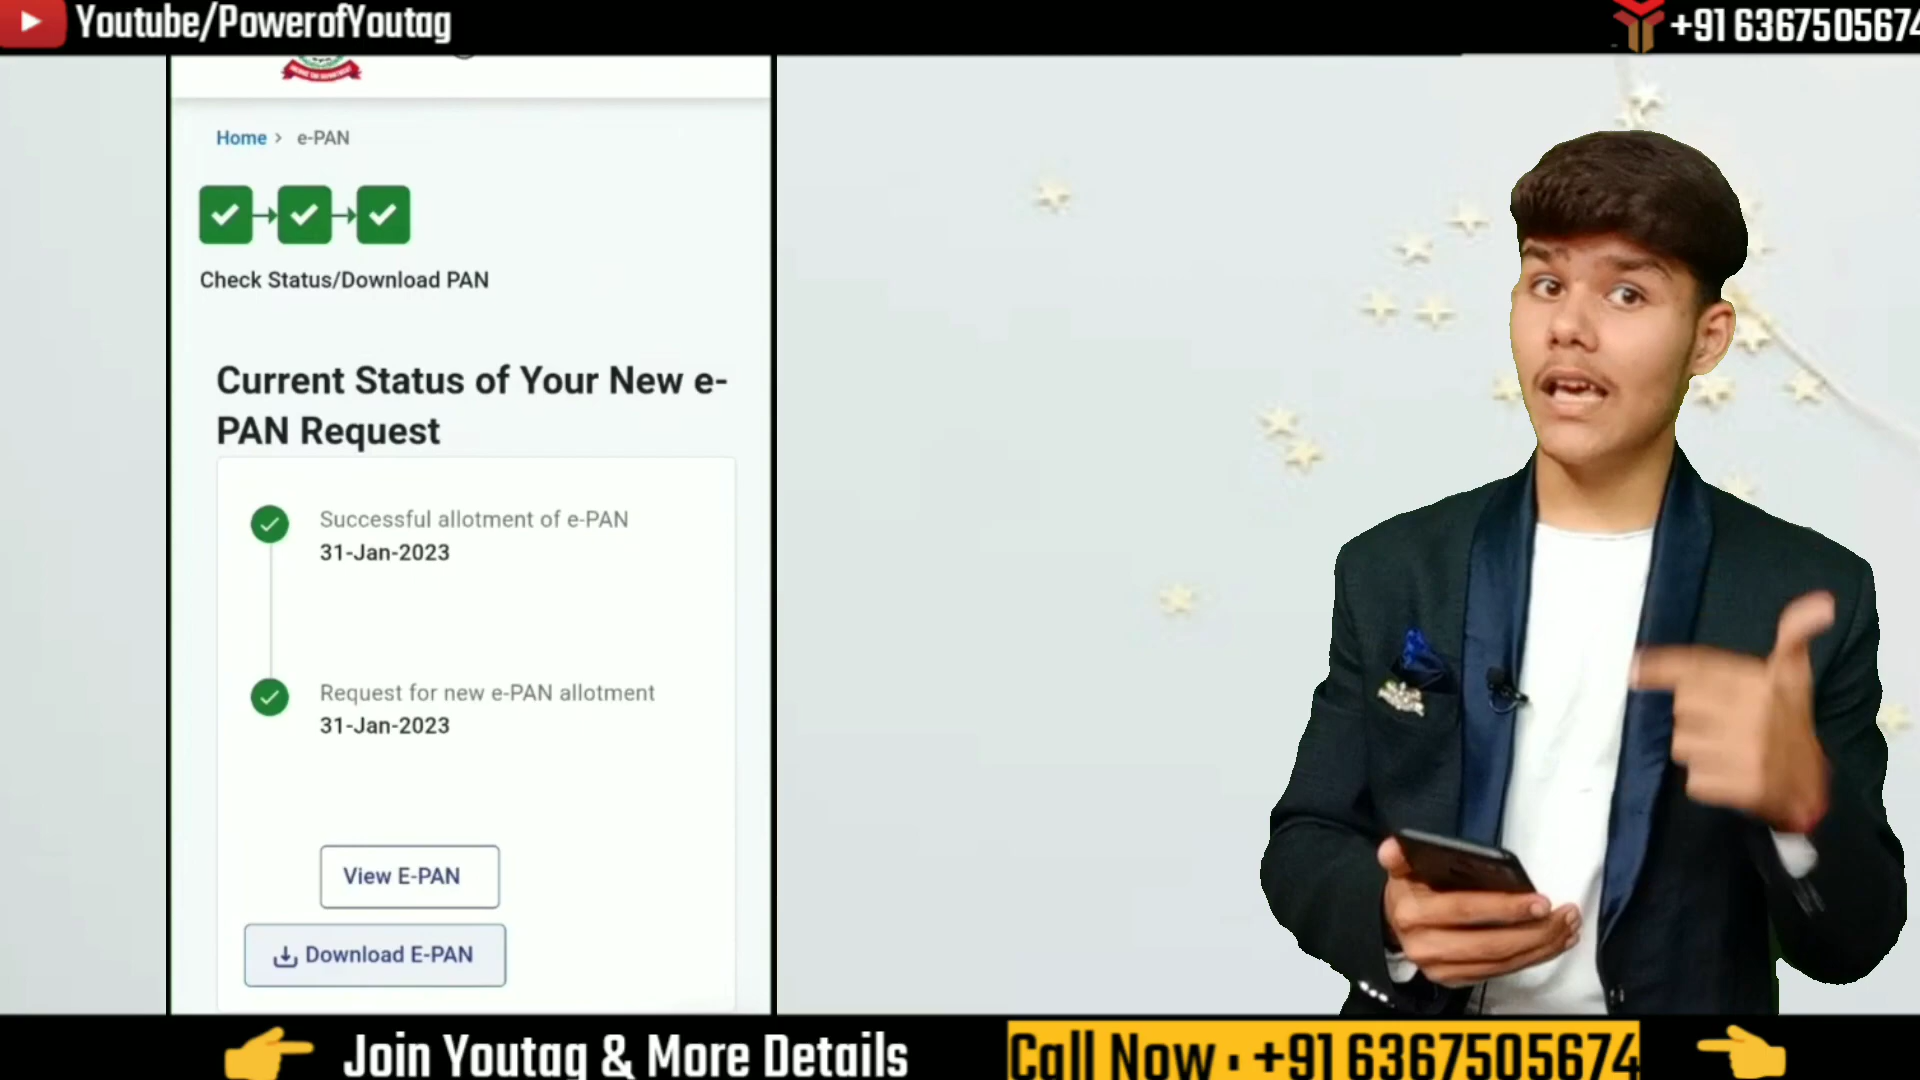 Youtube/PowerofYoutag
+91 6367505674
Home > e-PAN
Check Status/Download PAN
Current Status of Your New e-
PAN Request
Successful allotment of e-PAN
31-Jan-2023
Request for new e-PAN allotment
31-Jan-2023
View E-PAN
Download E-PAN
Join Youtag & More Details
Call Now · +91 6367505674